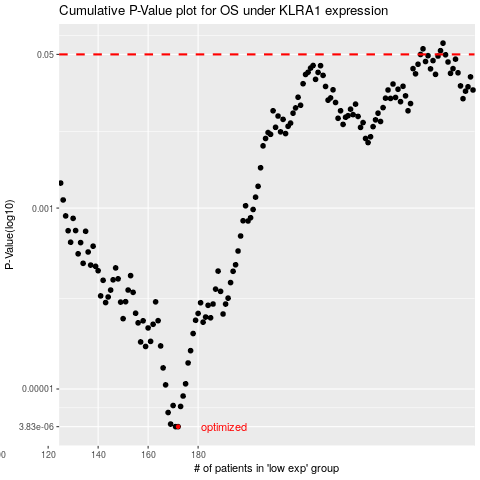 Cumulative P-Value plot for OS under KLRA1 expression
0.05
0.001
0.00001
3.83e-06
P-Value(log10)
optimized
00 120 140 160 180
# of patients in 'low exp' group